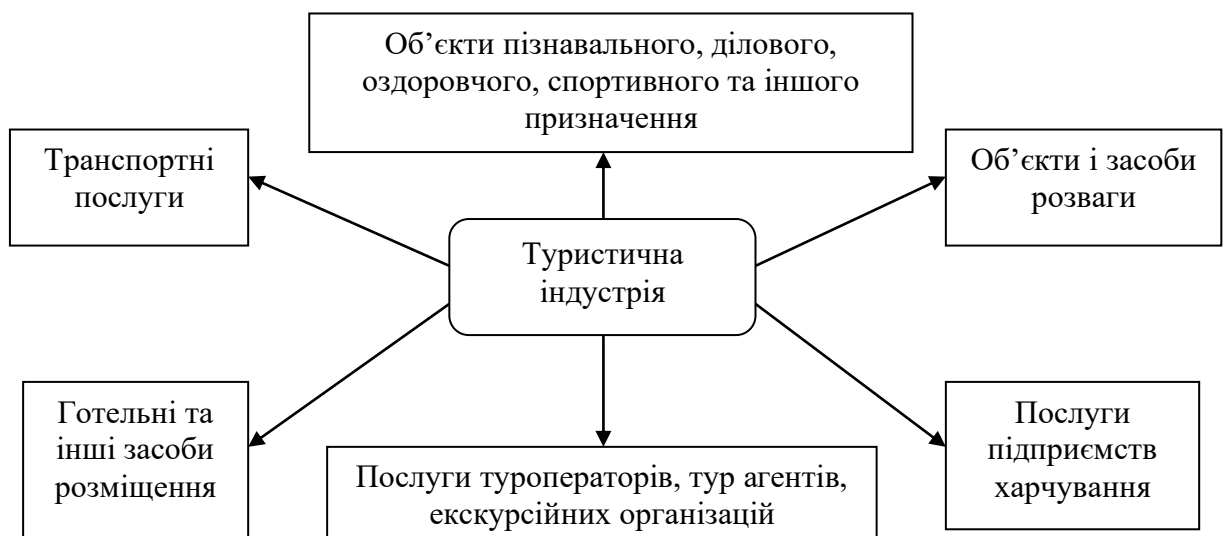 Об’єкти пізнавального, ділового,
оздоровчого, спортивного та іншого
призначення
Транспортні
послуги
Об’єкти і засоби
розваги
Туристична
індустрія
Готельні та
інші засоби
розміщення
Послуги туроператорів, тур агентів,
екскурсійних організацій
Послуги
підприємств
харчування